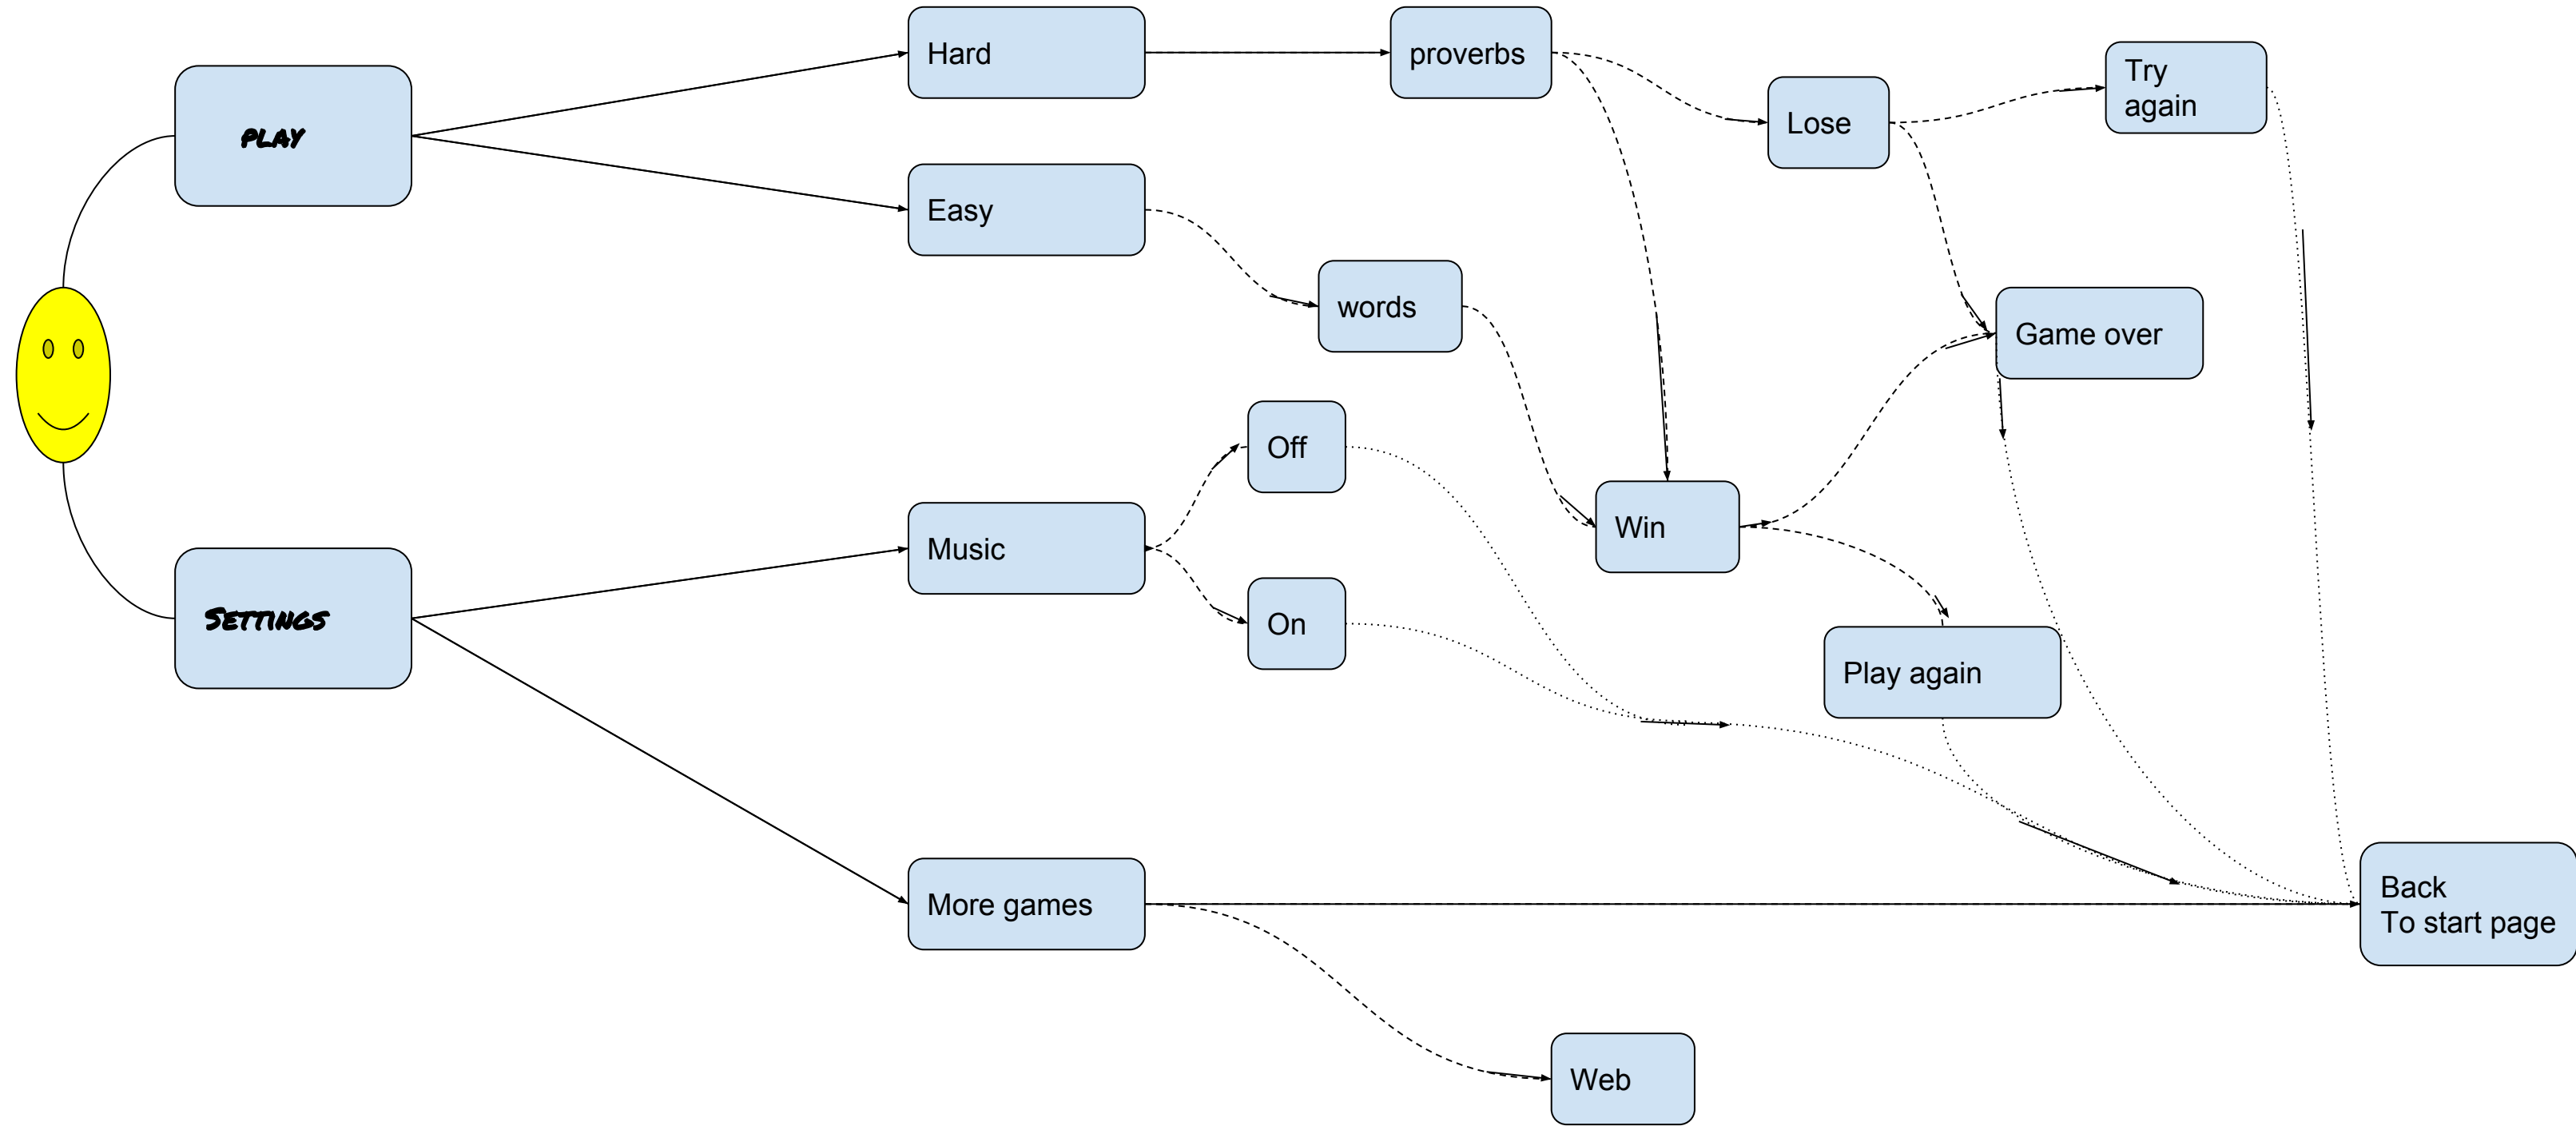 Hard
proverbs
Try
again
PLAY
Lose
Easy
words
Game over
Off
Win
Music
On
SETTINGS
Play again
More games
Back
To start page
Web